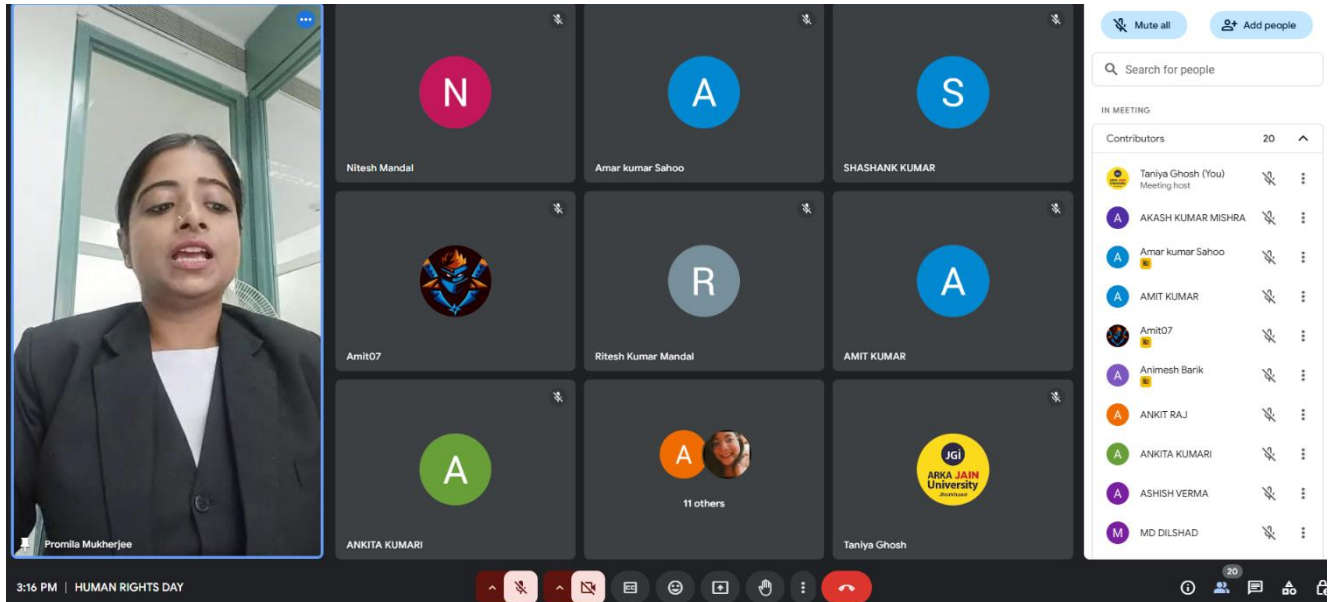 Promila Mukherjee
N
Nitesh Mandal
A
Amar kumar Sahoo
S
SHASHANK KUMAR
Amit07
R
Ritesh Kumar Mandal
A
AMIT KUMAR
A
ANKITA KUMARI
A
11 others
JGi
ARKA JAIN
University
Jharkhand
Taniya Ghosh
Mute all
Add people
Search for people
IN MEETING
Contributors 20
Taniya Ghosh (You)
Meeting host
A AKASH KUMAR MISHRA
A Amar kumar Sahoo
A AMIT KUMAR
Amit07
A Animesh Barik
A ANKIT RAJ
A ANKITA KUMARI
A ASHISH VERMA
M MD DILSHAD
3:16 PM | HUMAN RIGHTS DAY
CC
20